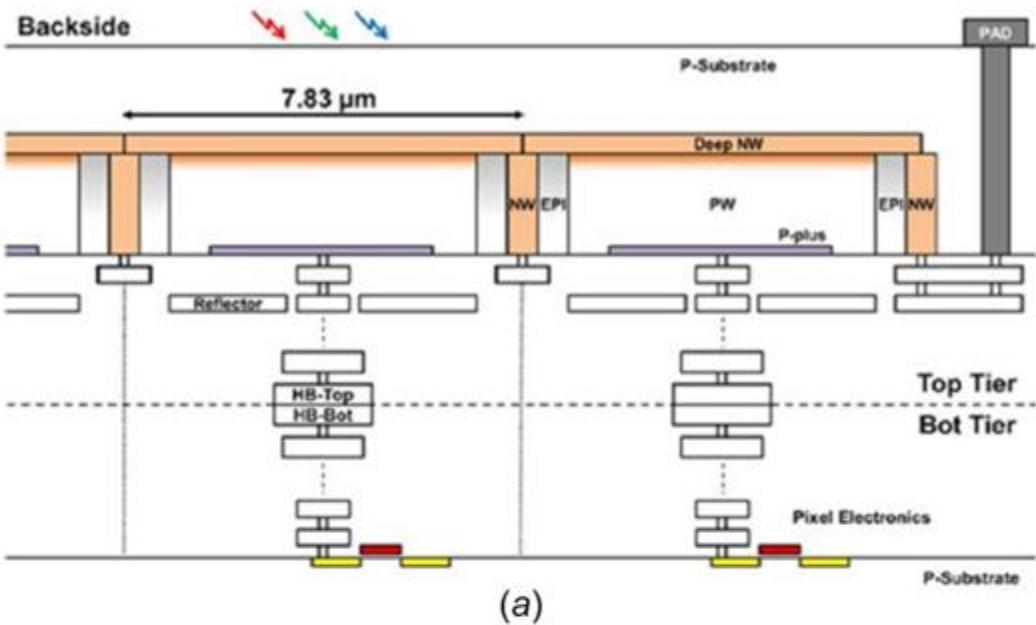 Backside
PAD
P-Substrate
7.83 µm
Deep NW
NW EPI PW EPI NW
P-plus
Reflector
HB-Top
Top Tier
HB-Bot
Bot Tier
Pixel Electronics
P-Substrate
(a)